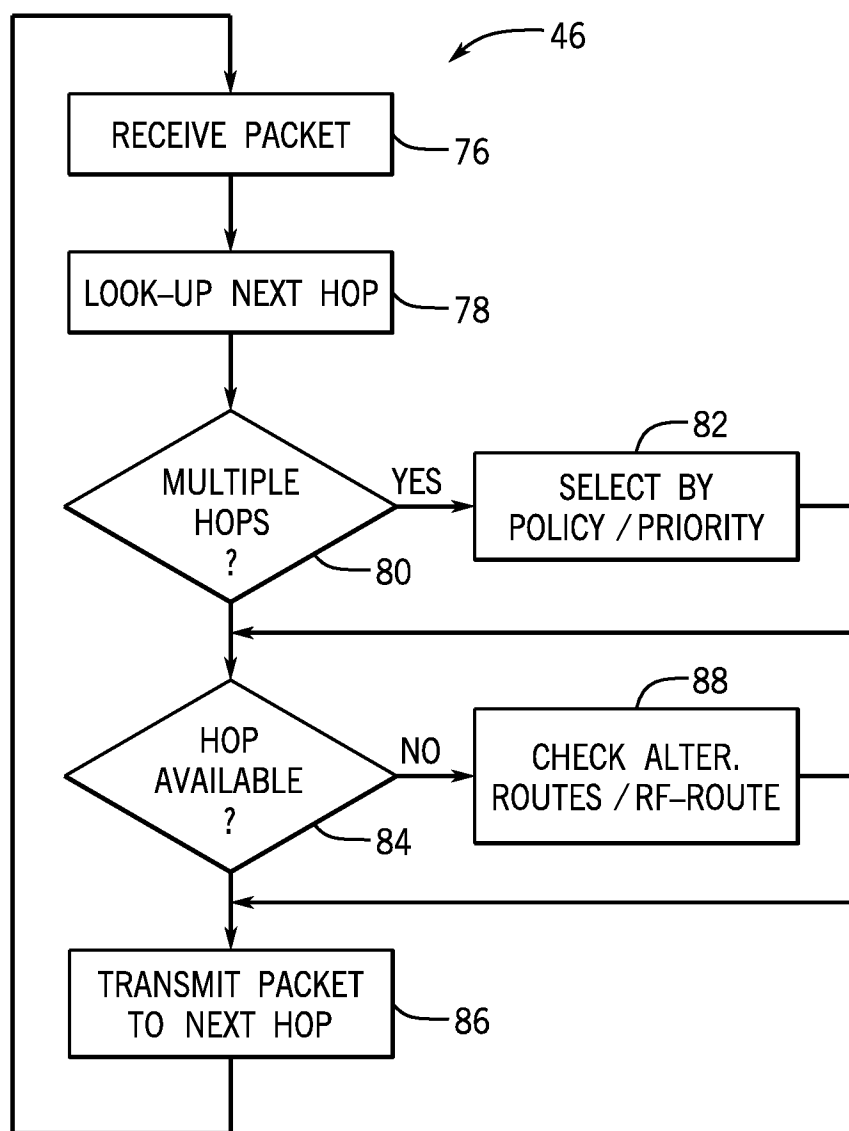 46
RECEIVE PACKET
76
LOOK-UP NEXT HOP
78
MULTIPLE
HOPS
?
80
YES
82
SELECT BY
POLICY / PRIORITY
HOP
AVAILABLE
?
84
NO
88
CHECK ALTER.
ROUTES / RF-ROUTE
TRANSMIT PACKET
TO NEXT HOP
86